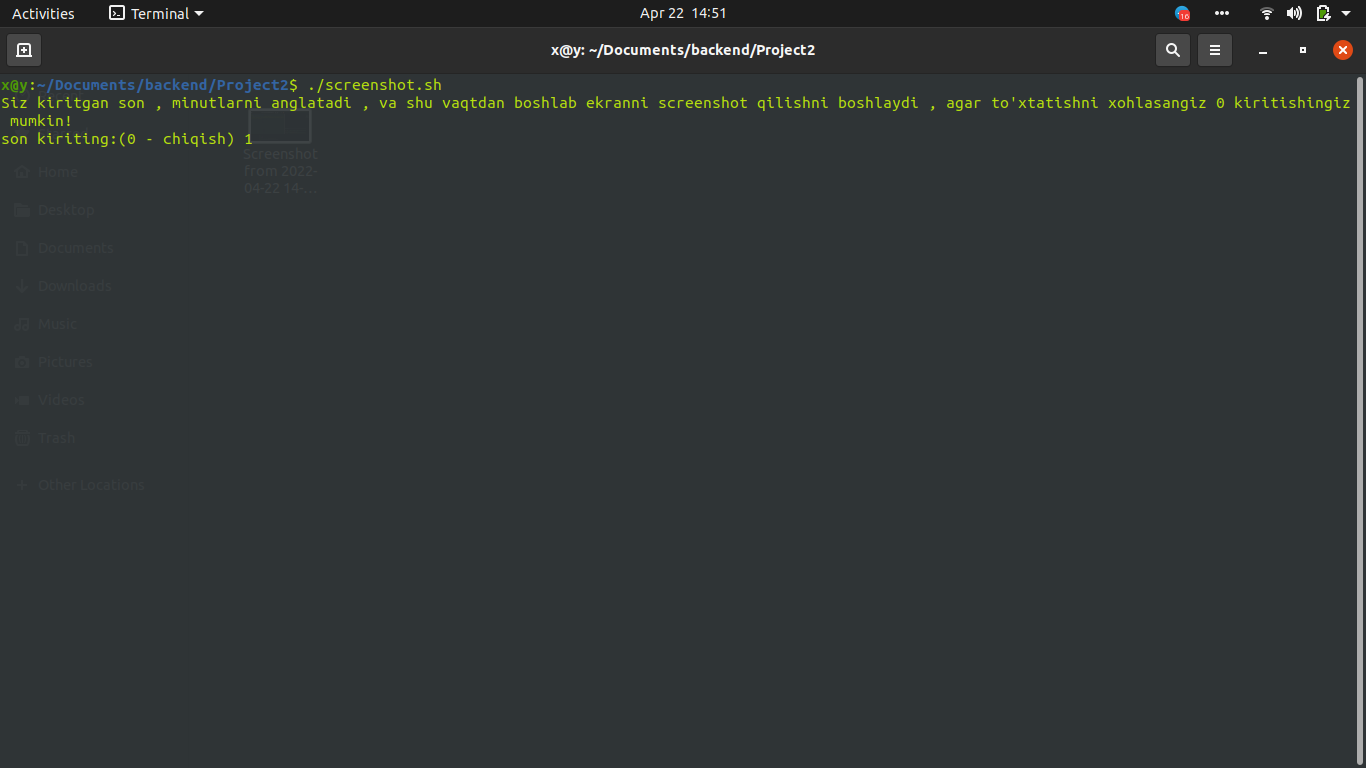 Activities Terminal Apr 22 14:51 16
x@y: ~/Documents/backend/Project2
x@y:~/Documents/backend/Project2$ ./screenshot.sh
Siz kiritgan son , minutlarni anglatadi , va shu vaqtdan boshlab ekranni screenshot qilishni boshlaydi , agar to'xtatishni xohlasangiz 0 kiritishingiz
mumkin!
son kiriting:(0 - chiqish) 1
Screenshot
from 2022-
04-22 14-...
Home
Desktop
Documents
Downloads
Music
Pictures
Videos
Trash
+ Other Locations